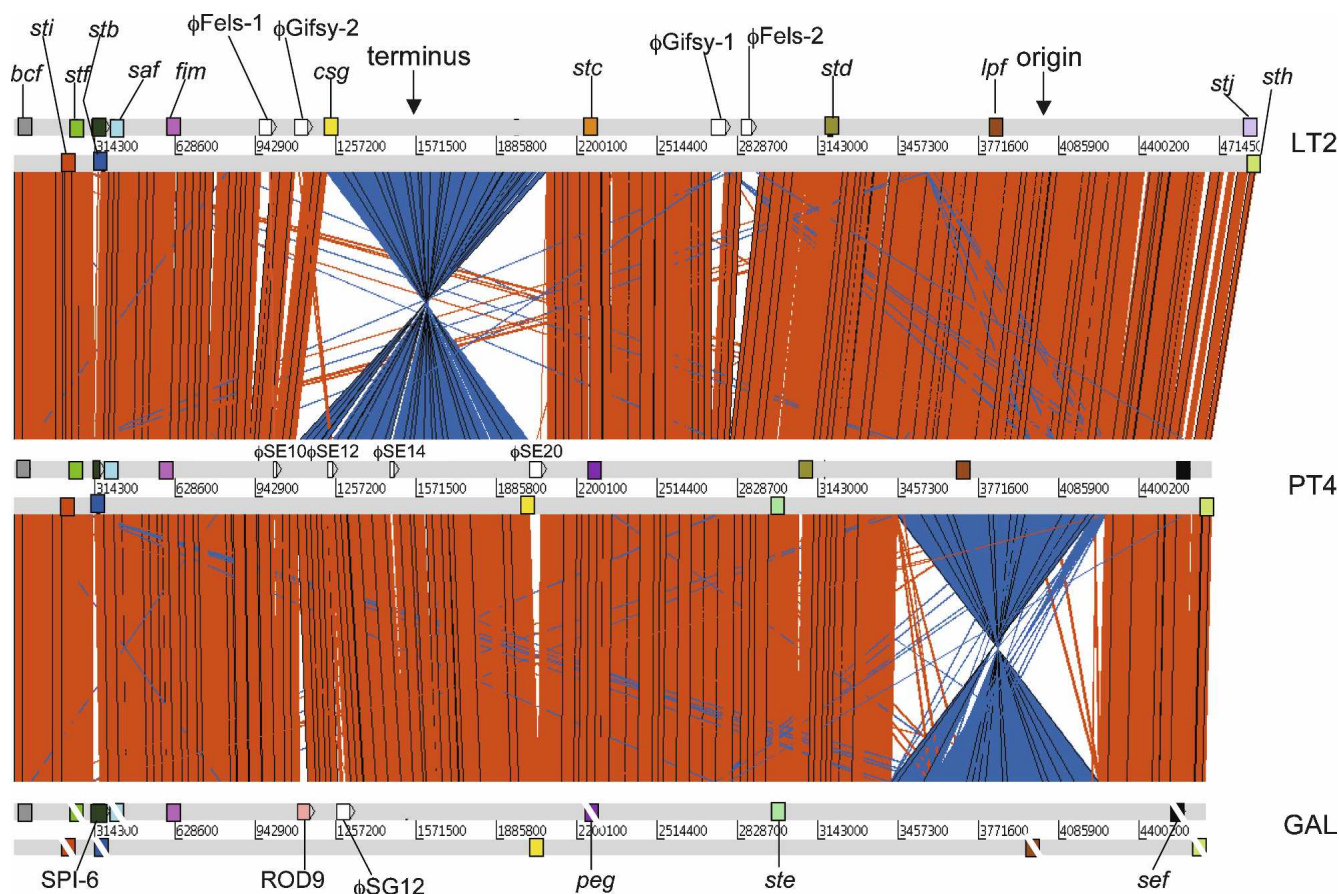 ϕFels-1
ϕGifsy-2
ϕGifsy-1
ϕFels-2
sti
stb
terminus
origin
bcf
stf
saf
fim
csg
stc
std
lpf
stj
sth
314300 628600 942900 1257200 1571500 1885800 2200100 2514400 2828700 3143000 3457300 3771600 4085900 4400200 471450
LT2
ϕSE10 ϕSE12 ϕSE14 ϕSE20
314300 628600 942900 1257200 1571500 1885800 2200100 2514400 2828700 3143000 3457300 3771600 4085900 4400200
PT4
314300 628600 942900 1257200 1571500 1885800 2200100 2514400 2828700 3143000 3457300 3771600 4085900 4400200
GAL
SPI-6
ROD9
ϕSG12
peg
ste
sef